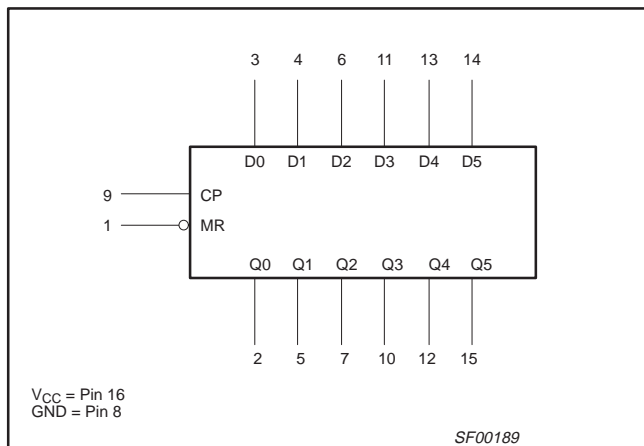 3 4 6 11 13 14
D0 D1 D2 D3 D4 D5
9 CP
1 MR
Q0 Q1 Q2 Q3 Q4 Q5
2 5 7 10 12 15
VCC = Pin 16
GND = Pin 8
SF00189